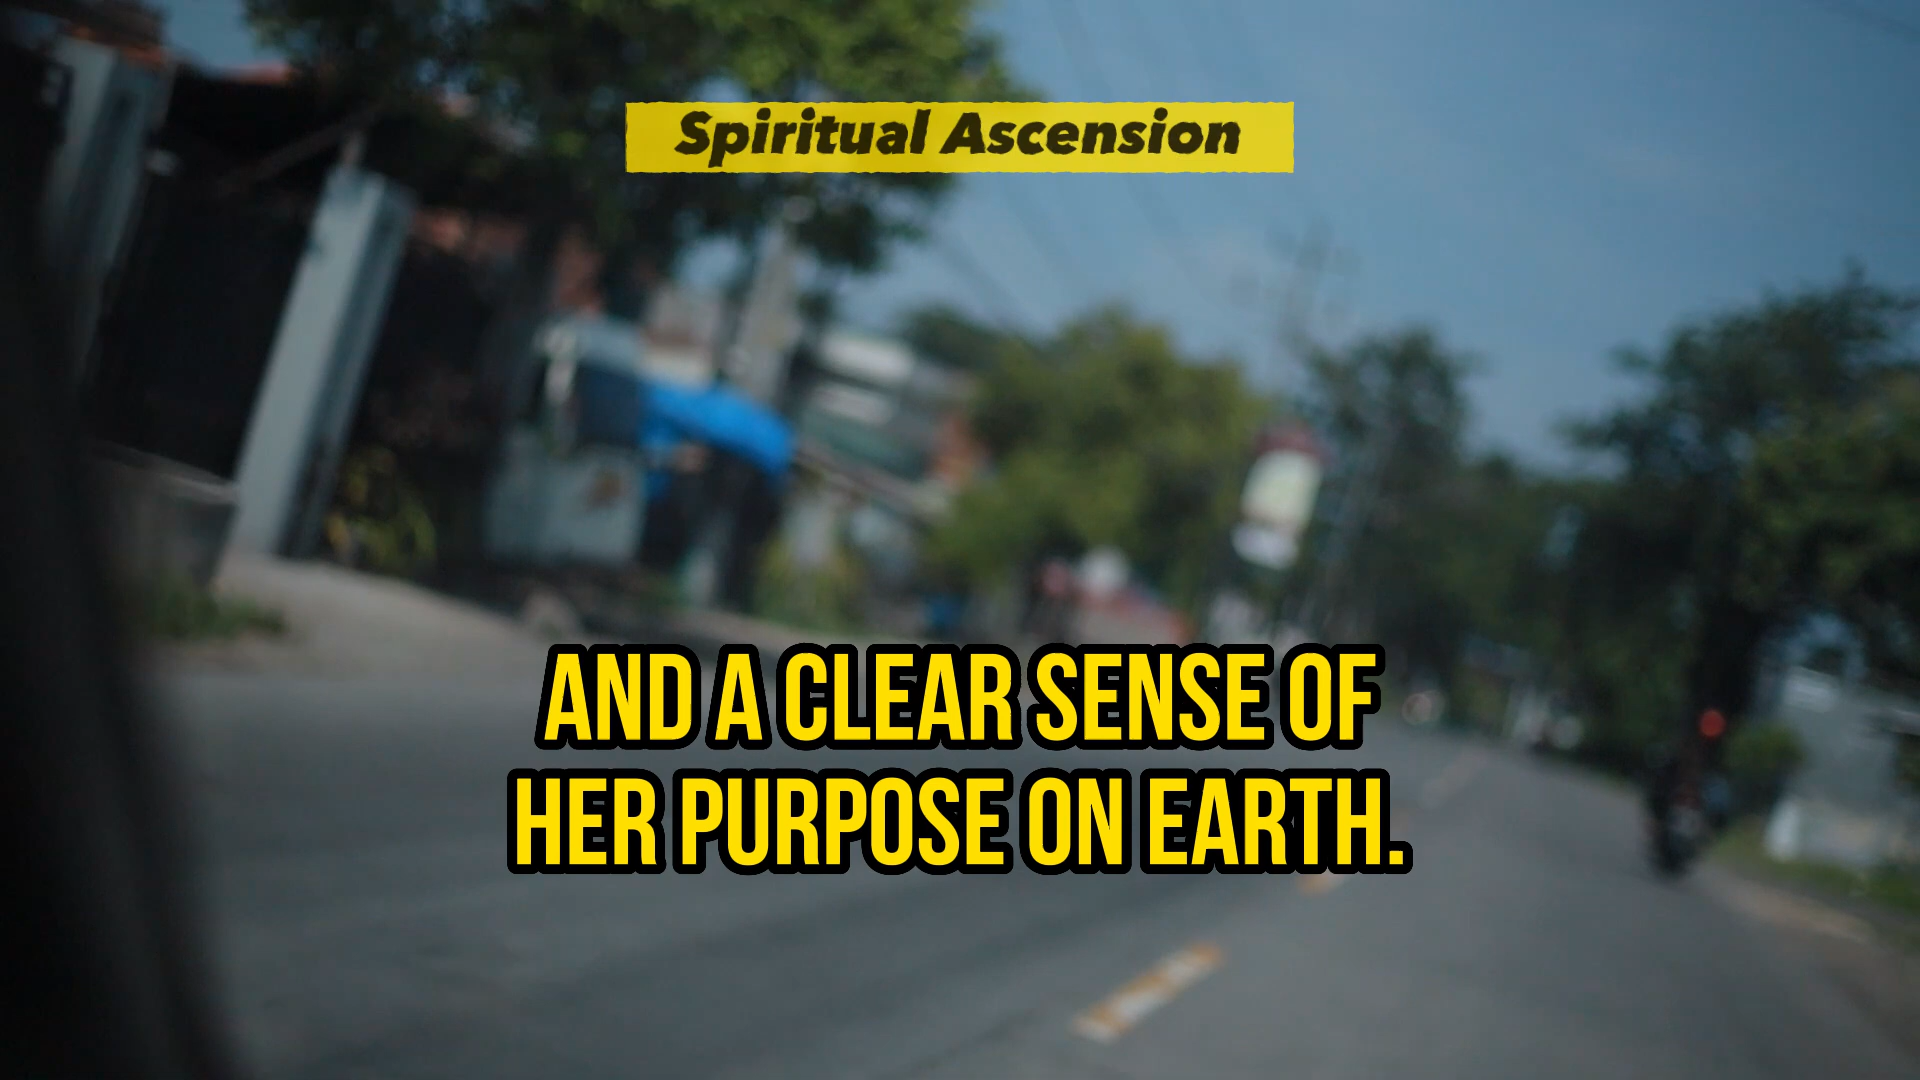 Spiritual Ascension
AND A CLEAR SENSE OF
HER PURPOSE ON EARTH.